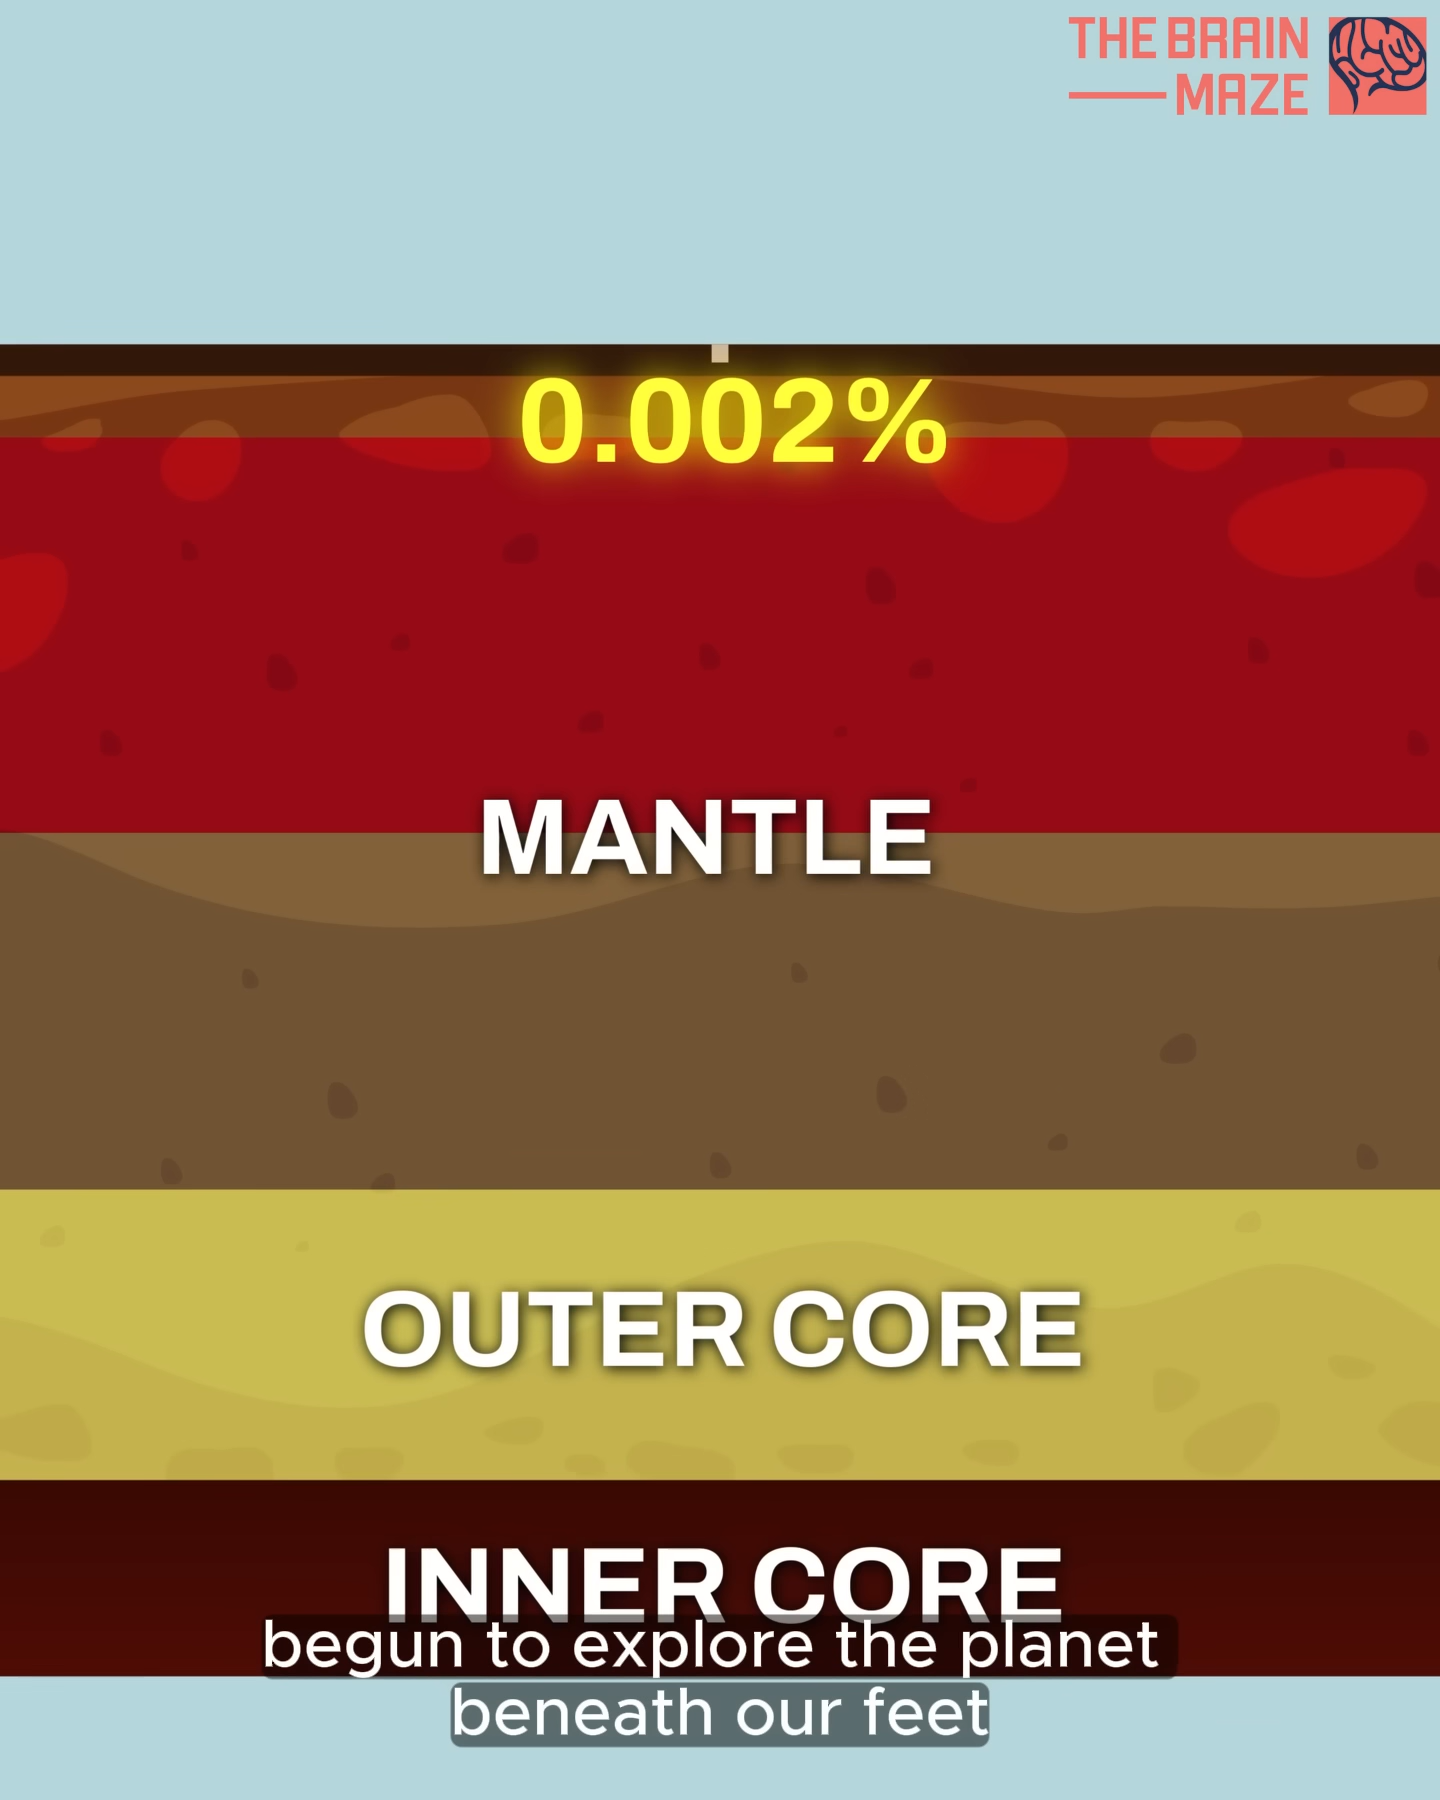 THE BRAIN
MAZE
0.002%
MANTLE
OUTER CORE
INNER CORE
begun to explore the planet
beneath our feet